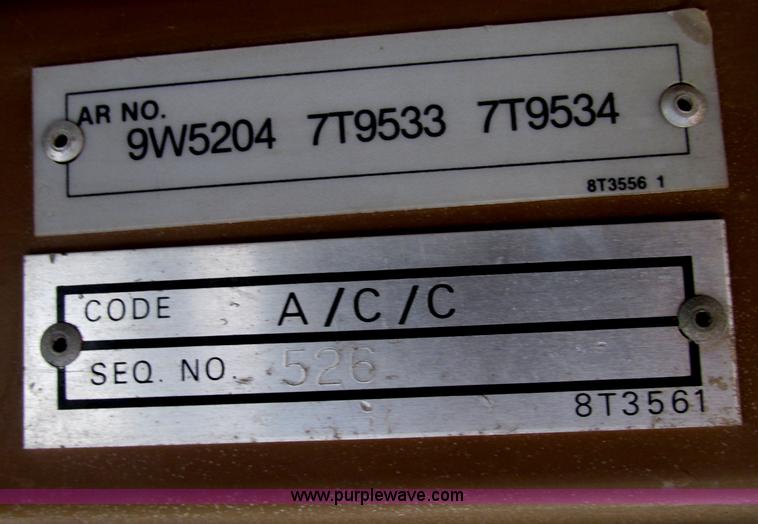 AR NO.
9W5204 7T9533 7T9534
8T3556 1
CODE A/C/C
SEQ. NO. 526
8T3561
www.purplewave.com